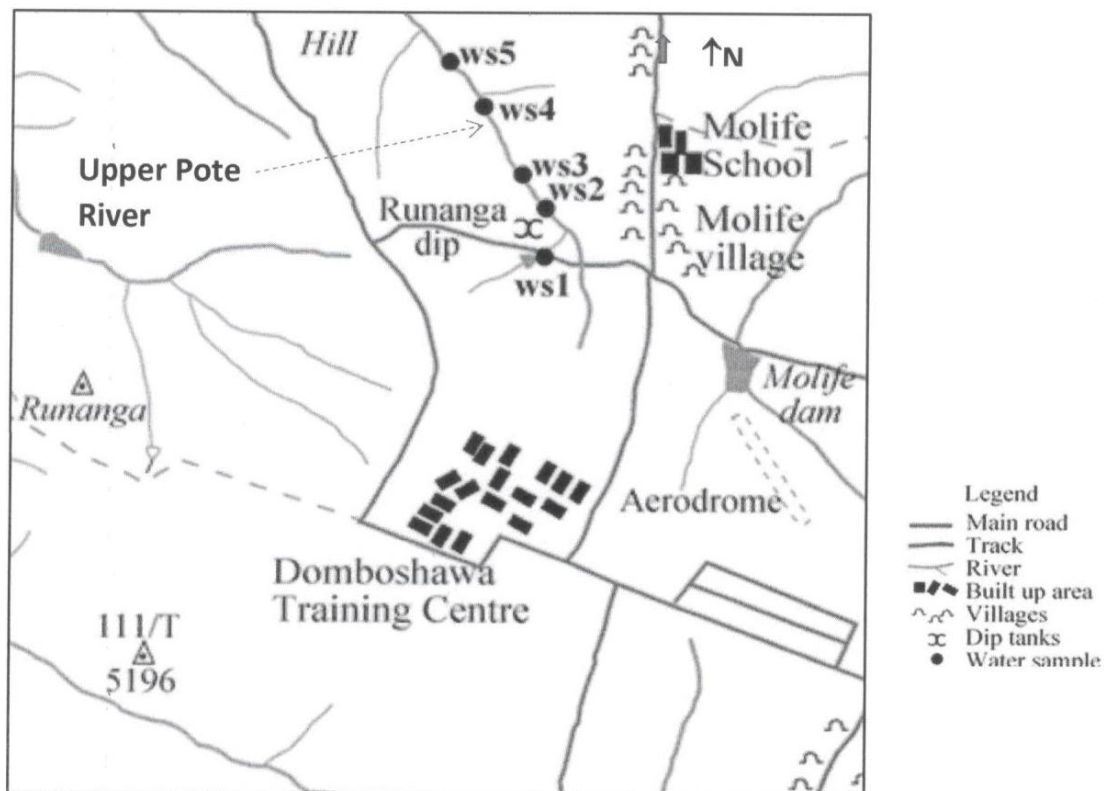 Hill
ws5
↑N
ws4
Molife
School
Upper Pote
River
ws3
ws2
Runanga
dip
Molife
village
ws1
Runanga
Molife
dam
Aerodrome
Domboshawa
Training Centre
111/T
5196
Legend
Main road
Track
River
Built up area
Villages
Dip tanks
Water sample